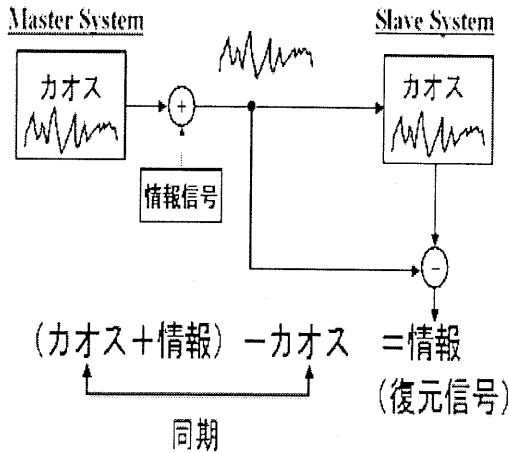 Master System
Slave System
カオス
+
カオス
情報信号
-
(カオス+情報) -カオス =情報
(復元信号)
同期